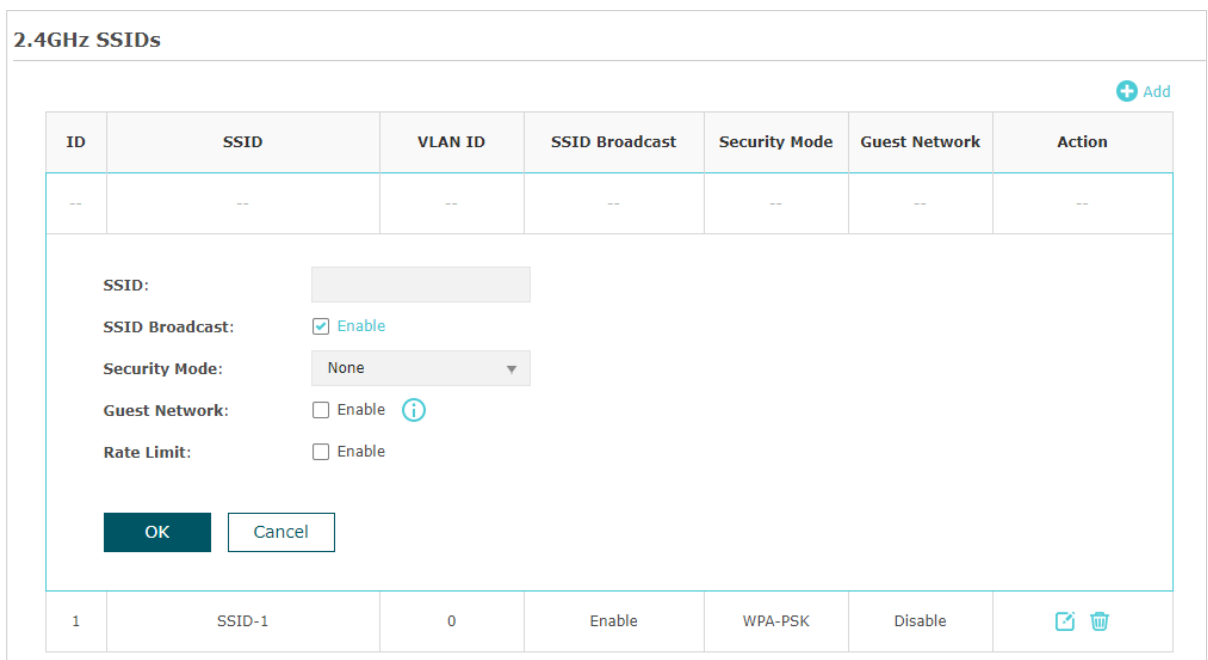 2.4GHz SSIDs
Add
ID SSID VLAN ID SSID Broadcast Security Mode Guest Network Action
-- -- -- -- -- -- --
SSID:
SSID Broadcast: Enable
Security Mode: None
Guest Network: Enable
Rate Limit: Enable
OK Cancel
1 SSID-1 0 Enable WPA-PSK Disable